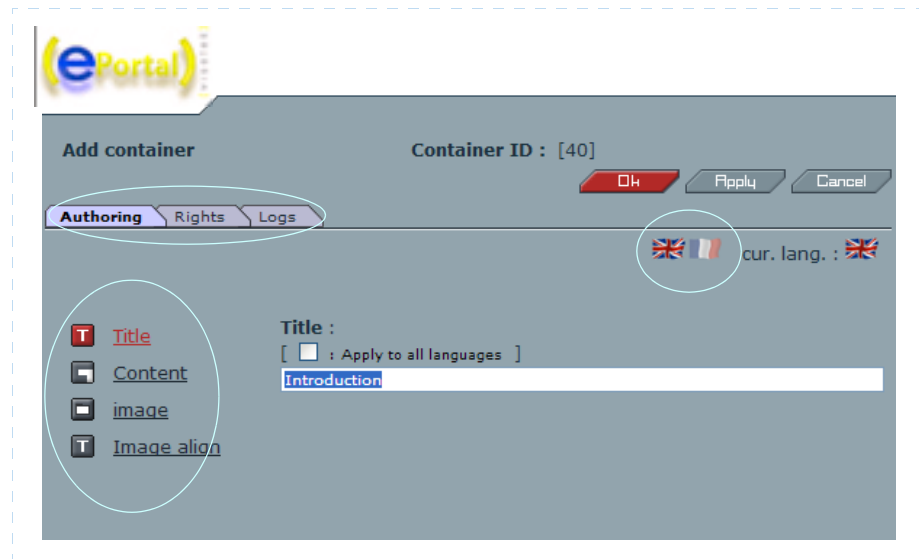 (ePortal)
Add container
Container ID : [40]
Ok
Apply
Cancel
Authoring
Rights
Logs
cur. lang. :
T Title
Content
image
T Image align
Title :
[ : Apply to all languages ]
Introduction